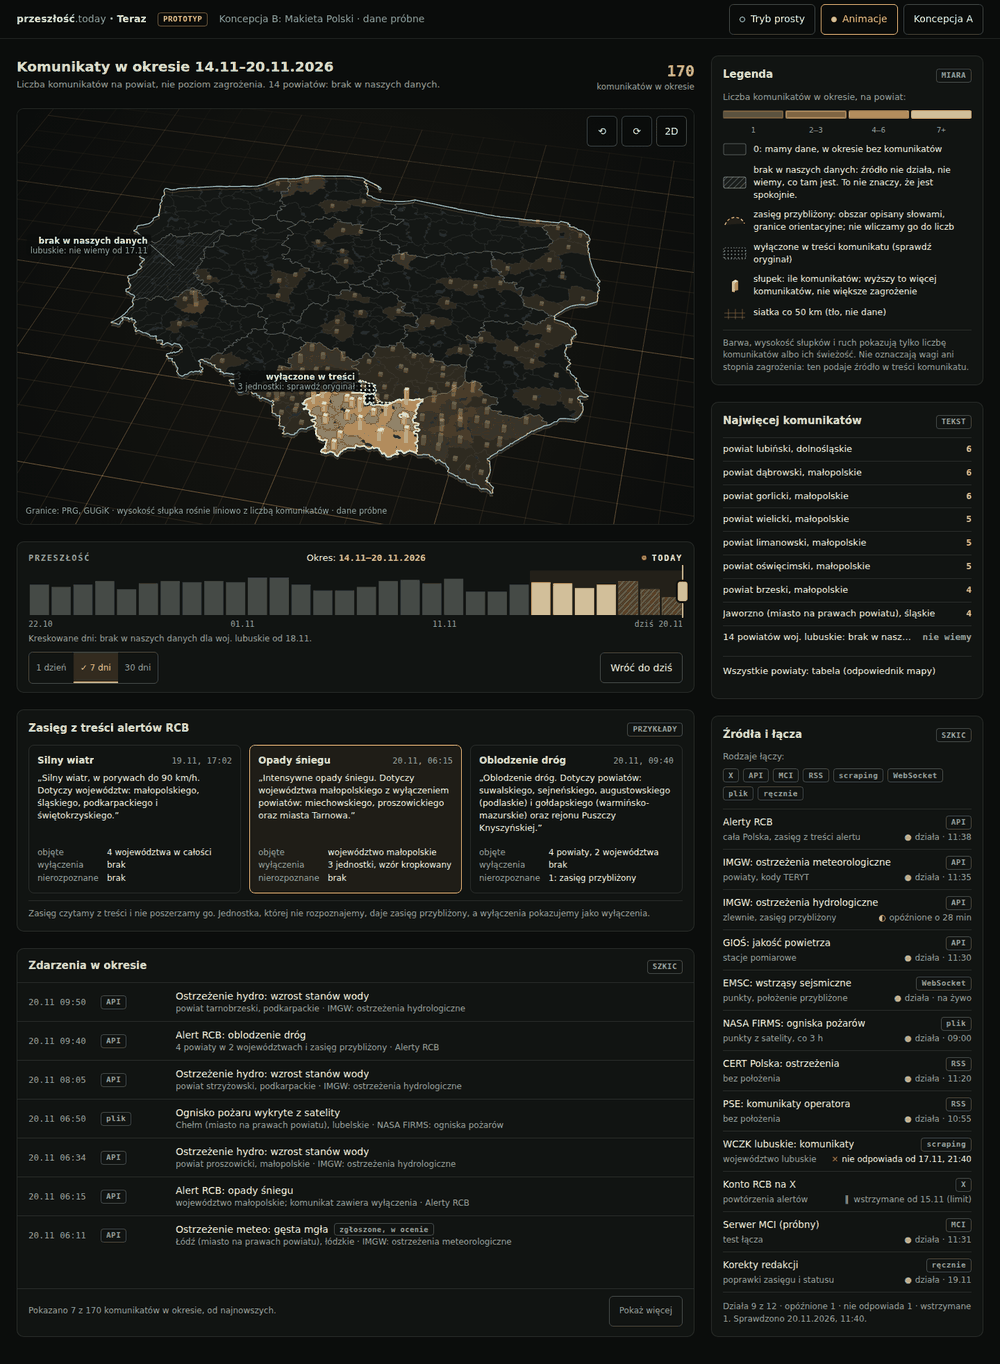 przeszłość.today · Teraz PROTOTYP Koncepcja B: Makieta Polski · dane próbne
Tryb prosty
Animacje
Koncepcja A
Komunikaty w okresie 14.11–20.11.2026
Liczba komunikatów na powiat, nie poziom zagrożenia. 14 powiatów: brak w naszych danych.
170
komunikatów w okresie
⟲ ⟳ 2D
brak w naszych danych
lubuskie: nie wiemy od 17.11
wyłączone w treści
3 jednostki: sprawdź oryginał
Granice: PRG, GUGiK · wysokość słupka rośnie liniowo z liczbą komunikatów · dane próbne
PRZESZŁOŚĆ
Okres: 14.11–20.11.2026
TODAY
22.10 01.11 11.11 dziś 20.11
Kreskowane dni: brak w naszych danych dla woj. lubuskie od 18.11.
1 dzień ✓ 7 dni 30 dni
Wróć do dziś
Zasięg z treści alertów RCB PRZYKŁADY
Silny wiatr 19.11, 17:02
„Silny wiatr, w porywach do 90 km/h.
Dotyczy województw: małopolskiego,
śląskiego, podkarpackiego i
świętokrzyskiego.”
objęte 4 województwa w całości
wyłączenia brak
nierozpoznane brak
Opady śniegu 20.11, 06:15
„Intensywne opady śniegu. Dotyczy
województwa małopolskiego z wyłączeniem
powiatów: miechowskiego, proszowickiego
oraz miasta Tarnowa.”
objęte województwo małopolskie
wyłączenia 3 jednostki, wzór kropkowany
nierozpoznane brak
Oblodzenie dróg 20.11, 09:40
„Oblodzenie dróg. Dotyczy powiatów:
suwalskiego, sejneńskiego, augustowskiego
(podlaskie) i gołdapskiego (warmińsko-
mazurskie) oraz rejonu Puszczy
Knyszyńskiej.”
objęte 4 powiaty, 2 województwa
wyłączenia brak
nierozpoznane 1: zasięg przybliżony
Zasięg czytamy z treści i nie poszerzamy go. Jednostka, której nie rozpoznajemy, daje zasięg przybliżony, a wyłączenia pokazujemy jako wyłączenia.
Zdarzenia w okresie SZKIC
20.11 09:50 API Ostrzeżenie hydro: wzrost stanów wody
powiat tarnobrzeski, podkarpackie · IMGW: ostrzeżenia hydrologiczne
20.11 09:40 API Alert RCB: oblodzenie dróg
4 powiaty w 2 województwach i zasięg przybliżony · Alerty RCB
20.11 08:05 API Ostrzeżenie hydro: wzrost stanów wody
powiat strzyżowski, podkarpackie · IMGW: ostrzeżenia hydrologiczne
20.11 06:50 plik Ognisko pożaru wykryte z satelity
Chełm (miasto na prawach powiatu), lubelskie · NASA FIRMS: ogniska pożarów
20.11 06:34 API Ostrzeżenie hydro: wzrost stanów wody
powiat proszowicki, małopolskie · IMGW: ostrzeżenia hydrologiczne
20.11 06:15 API Alert RCB: opady śniegu
województwo małopolskie; komunikat zawiera wyłączenia · Alerty RCB
20.11 06:11 API Ostrzeżenie meteo: gęsta mgła zgłoszone, w ocenie
Łódź (miasto na prawach powiatu), łódzkie · IMGW: ostrzeżenia meteorologiczne
Pokazano 7 z 170 komunikatów w okresie, od najnowszych.
Pokaż więcej
Legenda MIARA
Liczba komunikatów w okresie, na powiat:
1 2–3 4–6 7+
0: mamy dane, w okresie bez komunikatów
brak w naszych danych: źródło nie działa, nie
wiemy, co tam jest. To nie znaczy, że jest
spokojnie.
zasięg przybliżony: obszar opisany słowami,
granice orientacyjne; nie wliczamy go do liczb
wyłączone w treści komunikatu (sprawdź
oryginał)
słupek: ile komunikatów; wyższy to więcej
komunikatów, nie większe zagrożenie
siatka co 50 km (tło, nie dane)
Barwa, wysokość słupków i ruch pokazują tylko liczbę
komunikatów albo ich świeżość. Nie oznaczają wagi ani
stopnia zagrożenia: ten podaje źródło w treści komunikatu.
Najwięcej komunikatów TEKST
powiat lubiński, dolnośląskie 6
powiat dąbrowski, małopolskie 6
powiat gorlicki, małopolskie 6
powiat wielicki, małopolskie 5
powiat limanowski, małopolskie 5
powiat oświęcimski, małopolskie 5
powiat brzeski, małopolskie 4
Jaworzno (miasto na prawach powiatu), śląskie 4
14 powiatów woj. lubuskie: brak w nasz... nie wiemy
Wszystkie powiaty: tabela (odpowiednik mapy)
Źródła i łącza SZKIC
Rodzaje łączy:
X API MCI RSS scraping WebSocket
plik ręcznie
Alerty RCB API
cała Polska, zasięg z treści alertu działa · 11:38
IMGW: ostrzeżenia meteorologiczne API
powiaty, kody TERYT działa · 11:35
IMGW: ostrzeżenia hydrologiczne API
zlewnie, zasięg przybliżony opóźnione o 28 min
GIOŚ: jakość powietrza API
stacje pomiarowe działa · 11:30
EMSC: wstrząsy sejsmiczne WebSocket
punkty, położenie przybliżone działa · na żywo
NASA FIRMS: ogniska pożarów plik
punkty z satelity, co 3 h działa · 09:00
CERT Polska: ostrzeżenia RSS
bez położenia działa · 11:20
PSE: komunikaty operatora RSS
bez położenia działa · 10:55
WCZK lubuskie: komunikaty scraping
województwo lubuskie × nie odpowiada od 17.11, 21:40
Konto RCB na X X
powtórzenia alertów wstrzymane od 15.11 (limit)
Serwer MCI (próbny) MCI
test łącza działa · 11:31
Korekty redakcji ręcznie
poprawki zasięgu i statusu działa · 19.11
Działa 9 z 12 · opóźnione 1 · nie odpowiada 1 · wstrzymane
1. Sprawdzono 20.11.2026, 11:40.